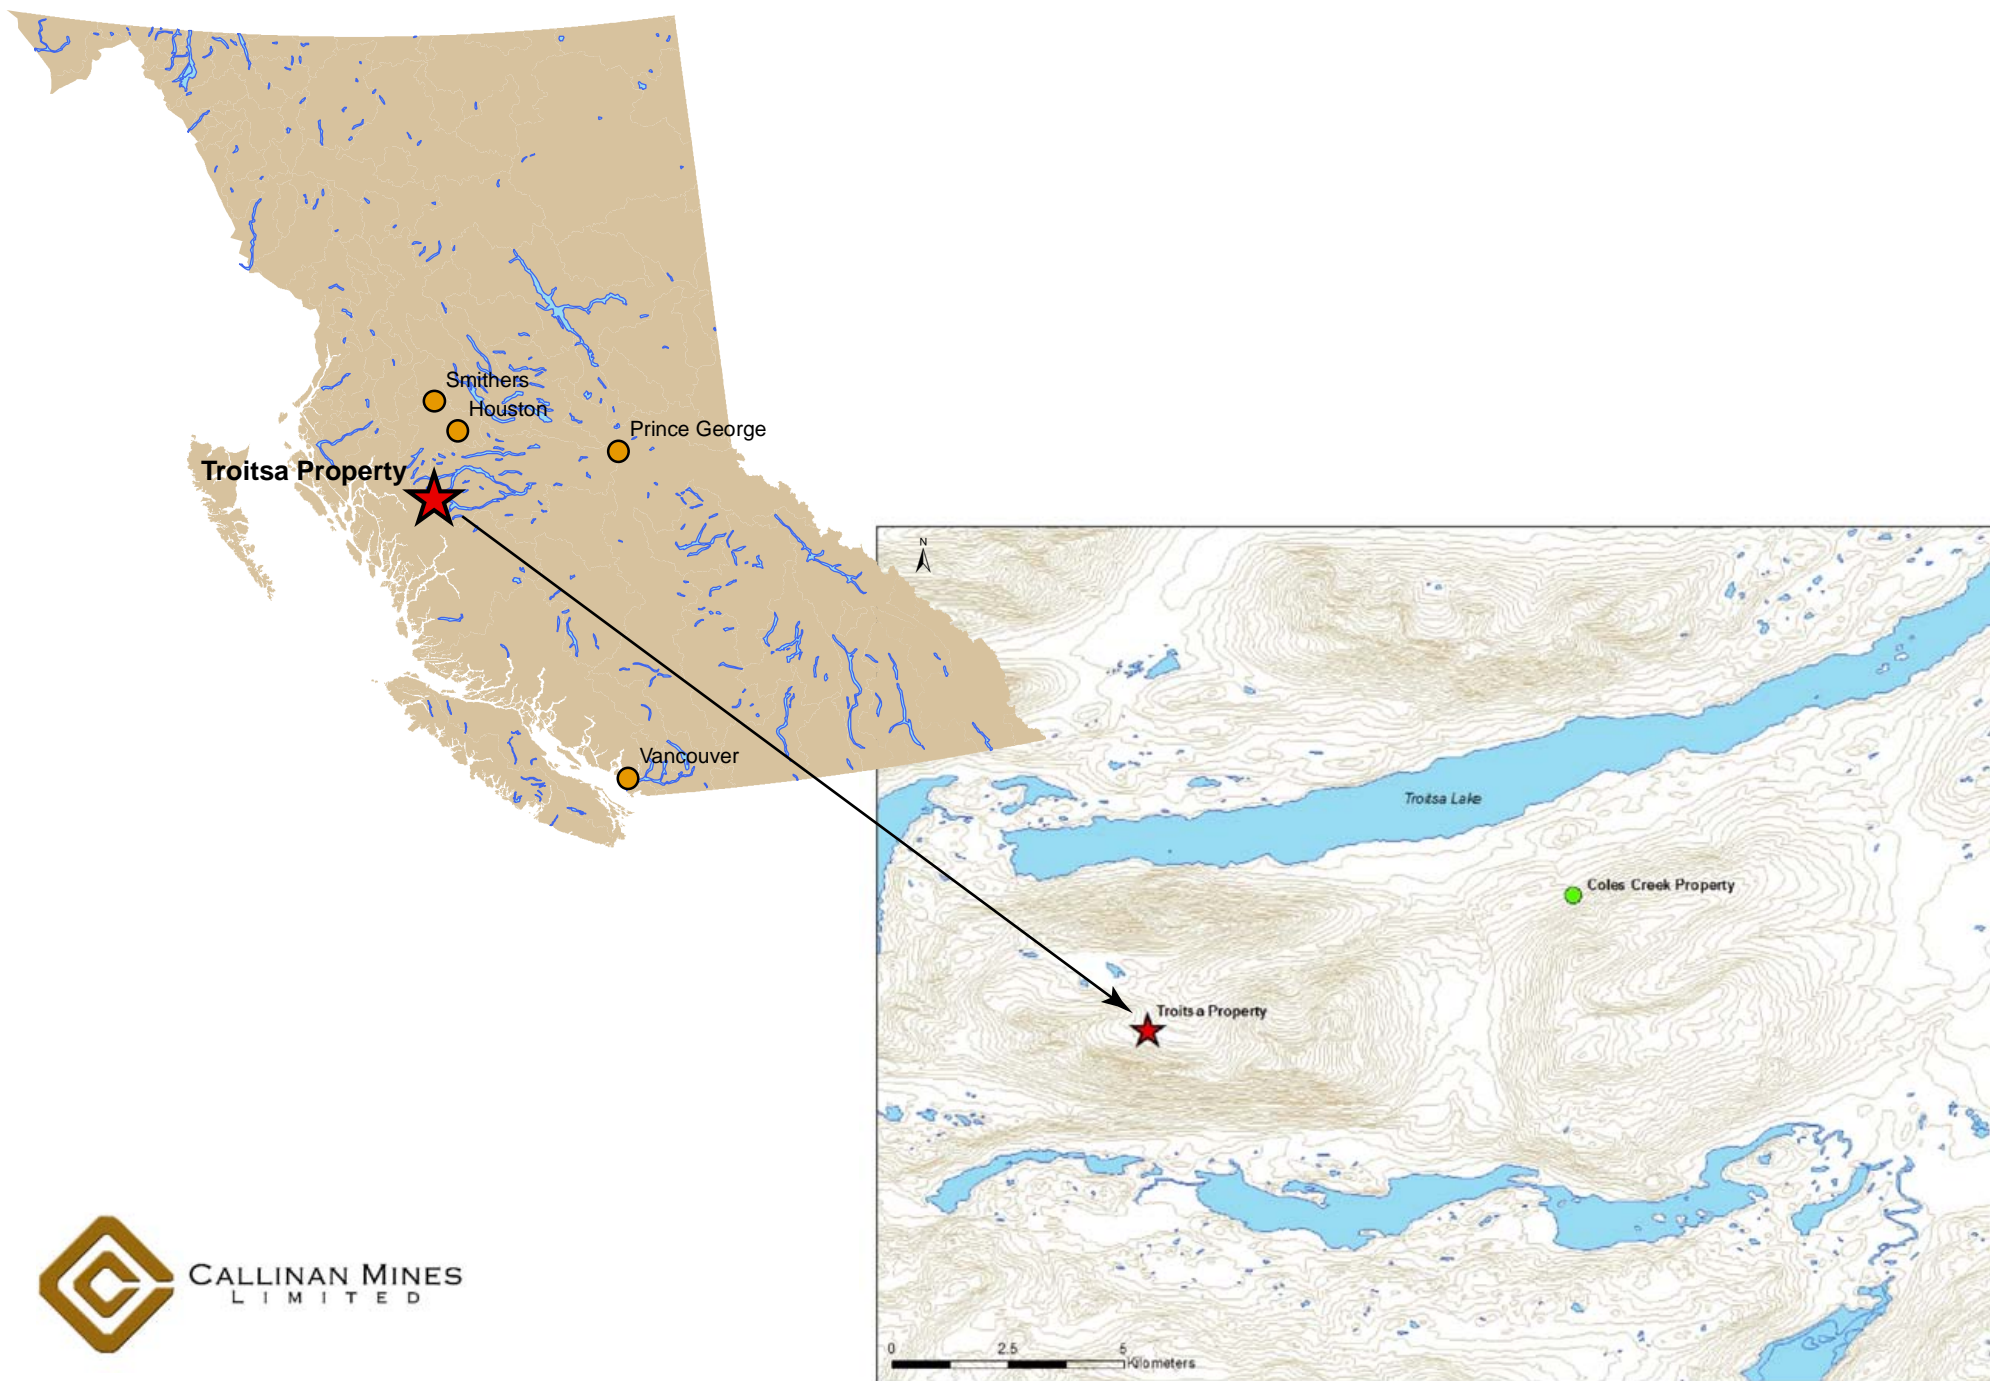 Smithers
Houston
Prince George
Troitsa Property
Vancouver
N
Troitsa Lake
Coles Creek Property
Troitsa Property
0 2.5 5
Kilometers
CALLINAN MINES
LIMITED